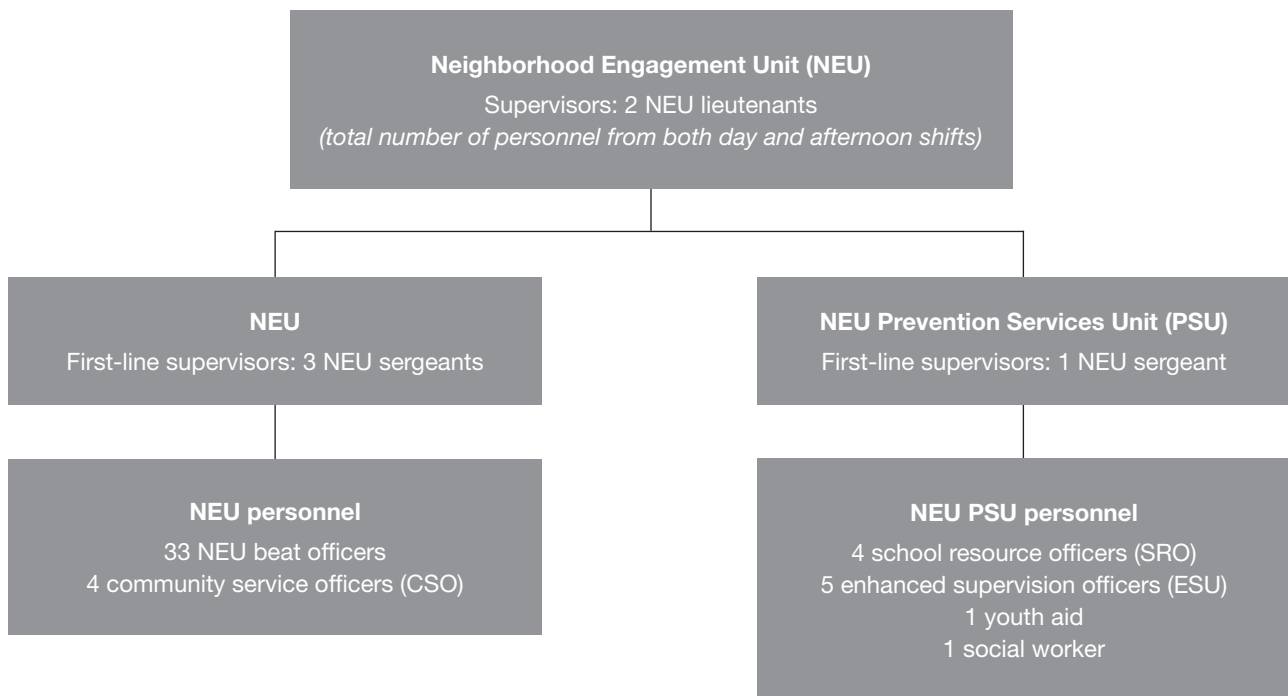 Neighborhood Engagement Unit (NEU)
Supervisors: 2 NEU lieutenants
(total number of personnel from both day and afternoon shifts)
NEU
First-line supervisors: 3 NEU sergeants
NEU Prevention Services Unit (PSU)
First-line supervisors: 1 NEU sergeant
NEU personnel
33 NEU beat officers
4 community service officers (CSO)
NEU PSU personnel
4 school resource officers (SRO)
5 enhanced supervision officers (ESU)
1 youth aid
1 social worker